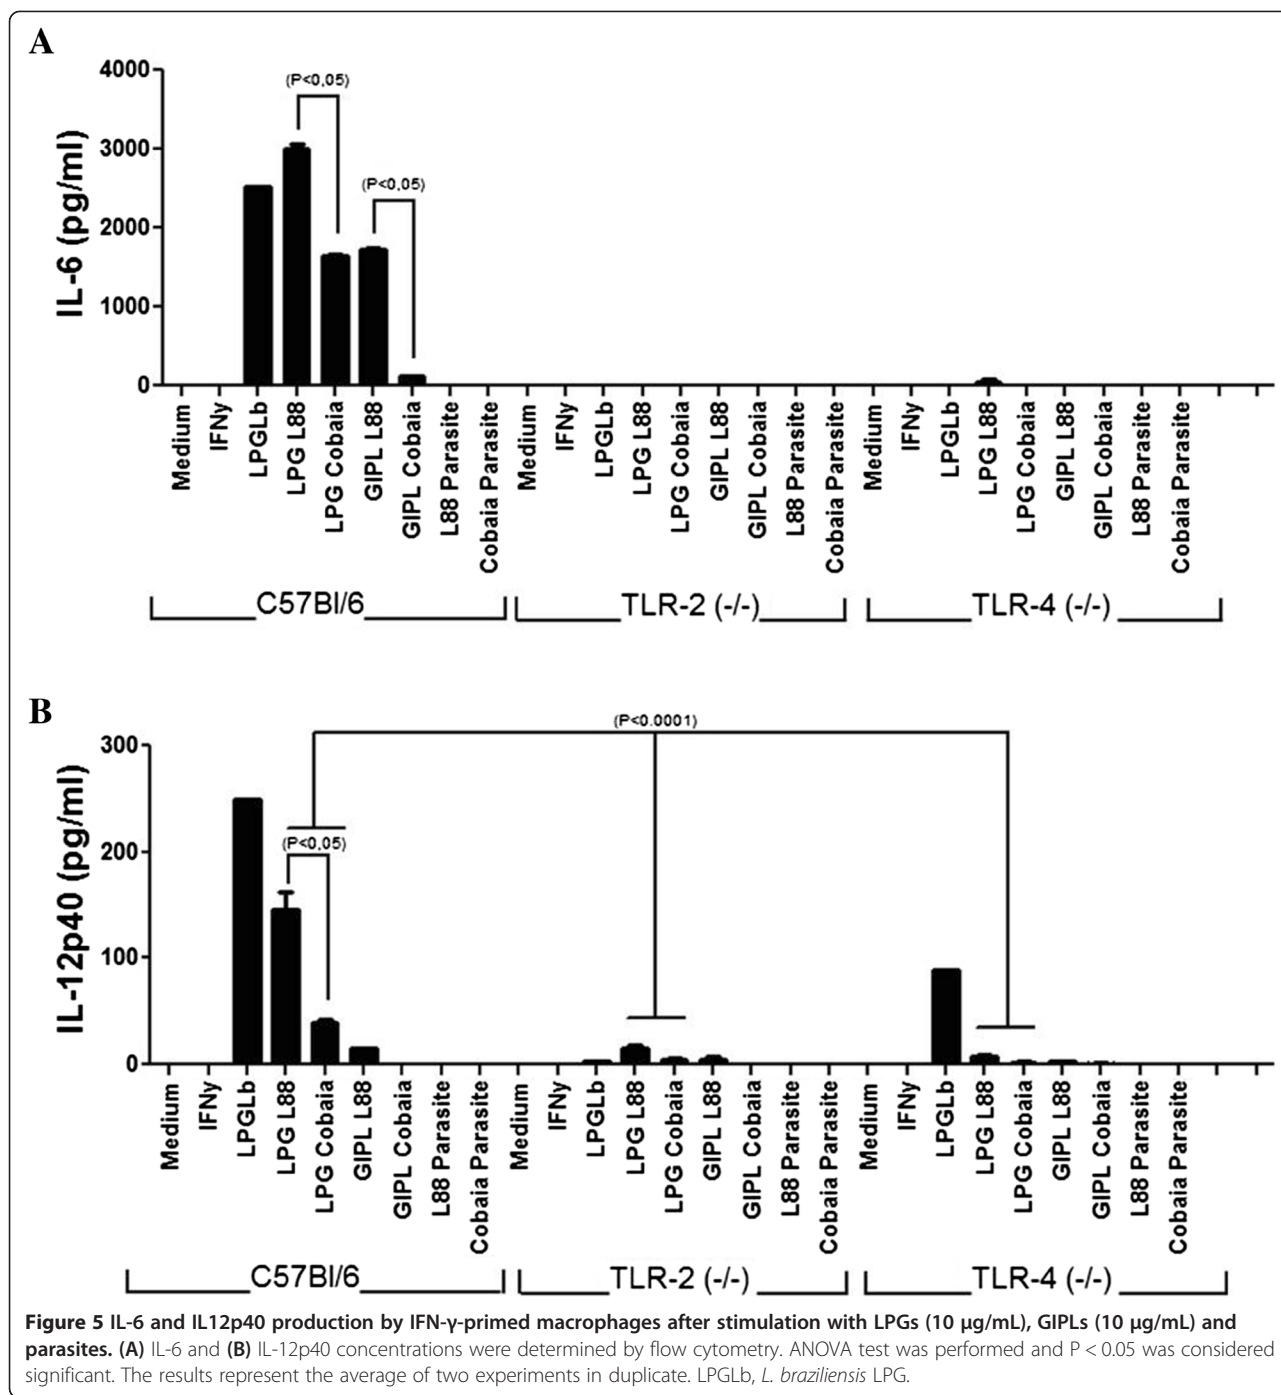 A
4000
3000
2000
1000
0
IL-6 (pg/ml)
(P<0,05)
(P<0,05)
Medium
IFNy
LPGLb
LPG L88
LPG Cobaia
GIPL L88
GIPL Cobaia
L88 Parasite
Cobaia Parasite
Medium
IFNy
LPGLb
LPG L88
LPG Cobaia
GIPL L88
GIPL Cobaia
L88 Parasite
Cobaia Parasite
Medium
IFNy
LPGLb
LPG L88
LPG Cobaia
GIPL L88
GIPL Cobaia
L88 Parasite
Cobaia Parasite
C57Bl/6
TLR-2 (-/-)
TLR-4 (-/-)
B
300
200
100
0
IL-12p40 (pg/ml)
(P<0.0001)
(P<0,05)
Medium
IFNy
LPGLb
LPG L88
LPG Cobaia
GIPL L88
GIPL Cobaia
L88 Parasite
Cobaia Parasite
Medium
IFNy
LPGLb
LPG L88
LPG Cobaia
GIPL L88
GIPL Cobaia
L88 Parasite
Cobaia Parasite
Medium
IFNy
LPGLb
LPG L88
LPG Cobaia
GIPL L88
GIPL Cobaia
L88 Parasite
Cobaia Parasite
C57Bl/6
TLR-2 (-/-)
TLR-4 (-/-)
Figure 5 IL-6 and IL12p40 production by IFN-γ-primed macrophages after stimulation with LPGs (10 μg/mL), GIPLs (10 μg/mL) and
parasites. (A) IL-6 and (B) IL-12p40 concentrations were determined by flow cytometry. ANOVA test was performed and P < 0.05 was considered
significant. The results represent the average of two experiments in duplicate. LPGLb, L. braziliensis LPG.